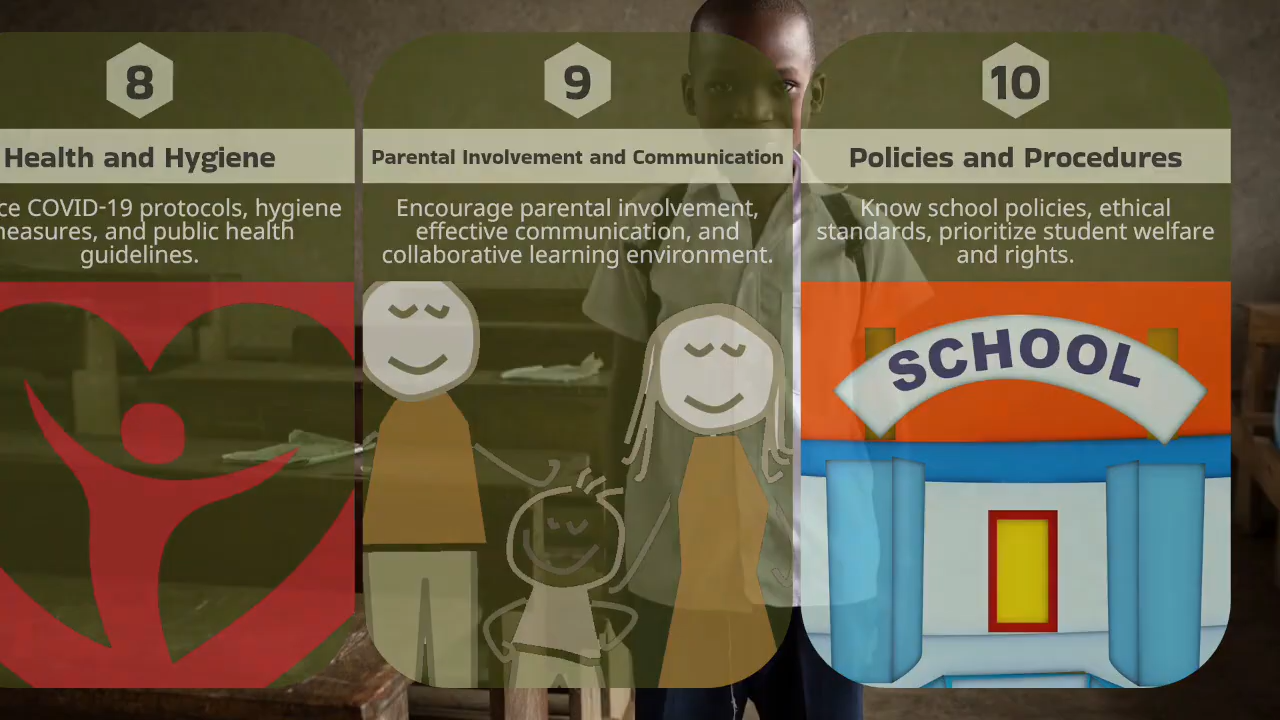 8
Health and Hygiene
COVID-19 protocols, hygiene
and public health
guidelines.
9
Parental Involvement and Communication
Encourage parental involvement,
effective communication, and
collaborative learning environment.
10
Policies and Procedures
Know school policies, ethical
standards, prioritize student welfare
and rights.
SCHOOL